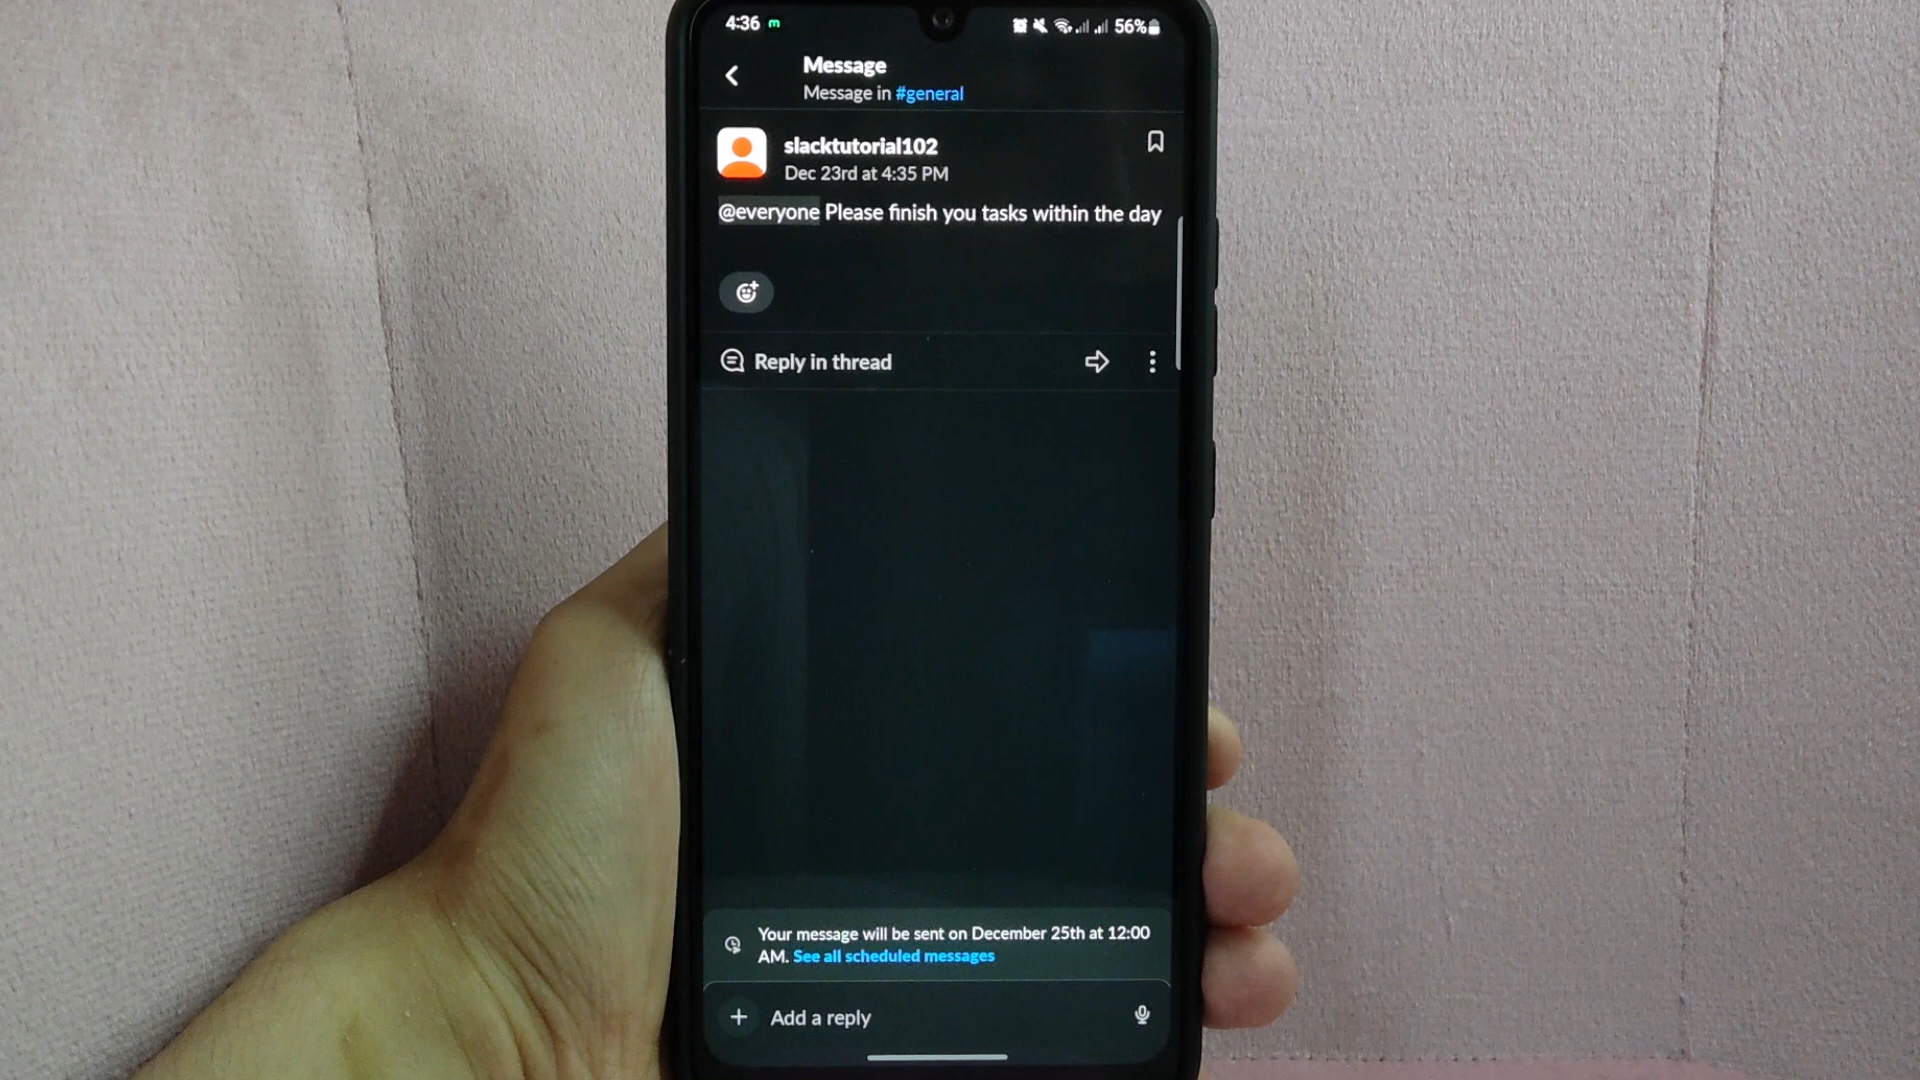 4:36 m 56%
Message
Message in #general
slacktutorial102
Dec 23rd at 4:35 PM
@everyone Please finish you tasks within the day
Reply in thread
Your message will be sent on December 25th at 12:00
AM. See all scheduled messages
Add a reply